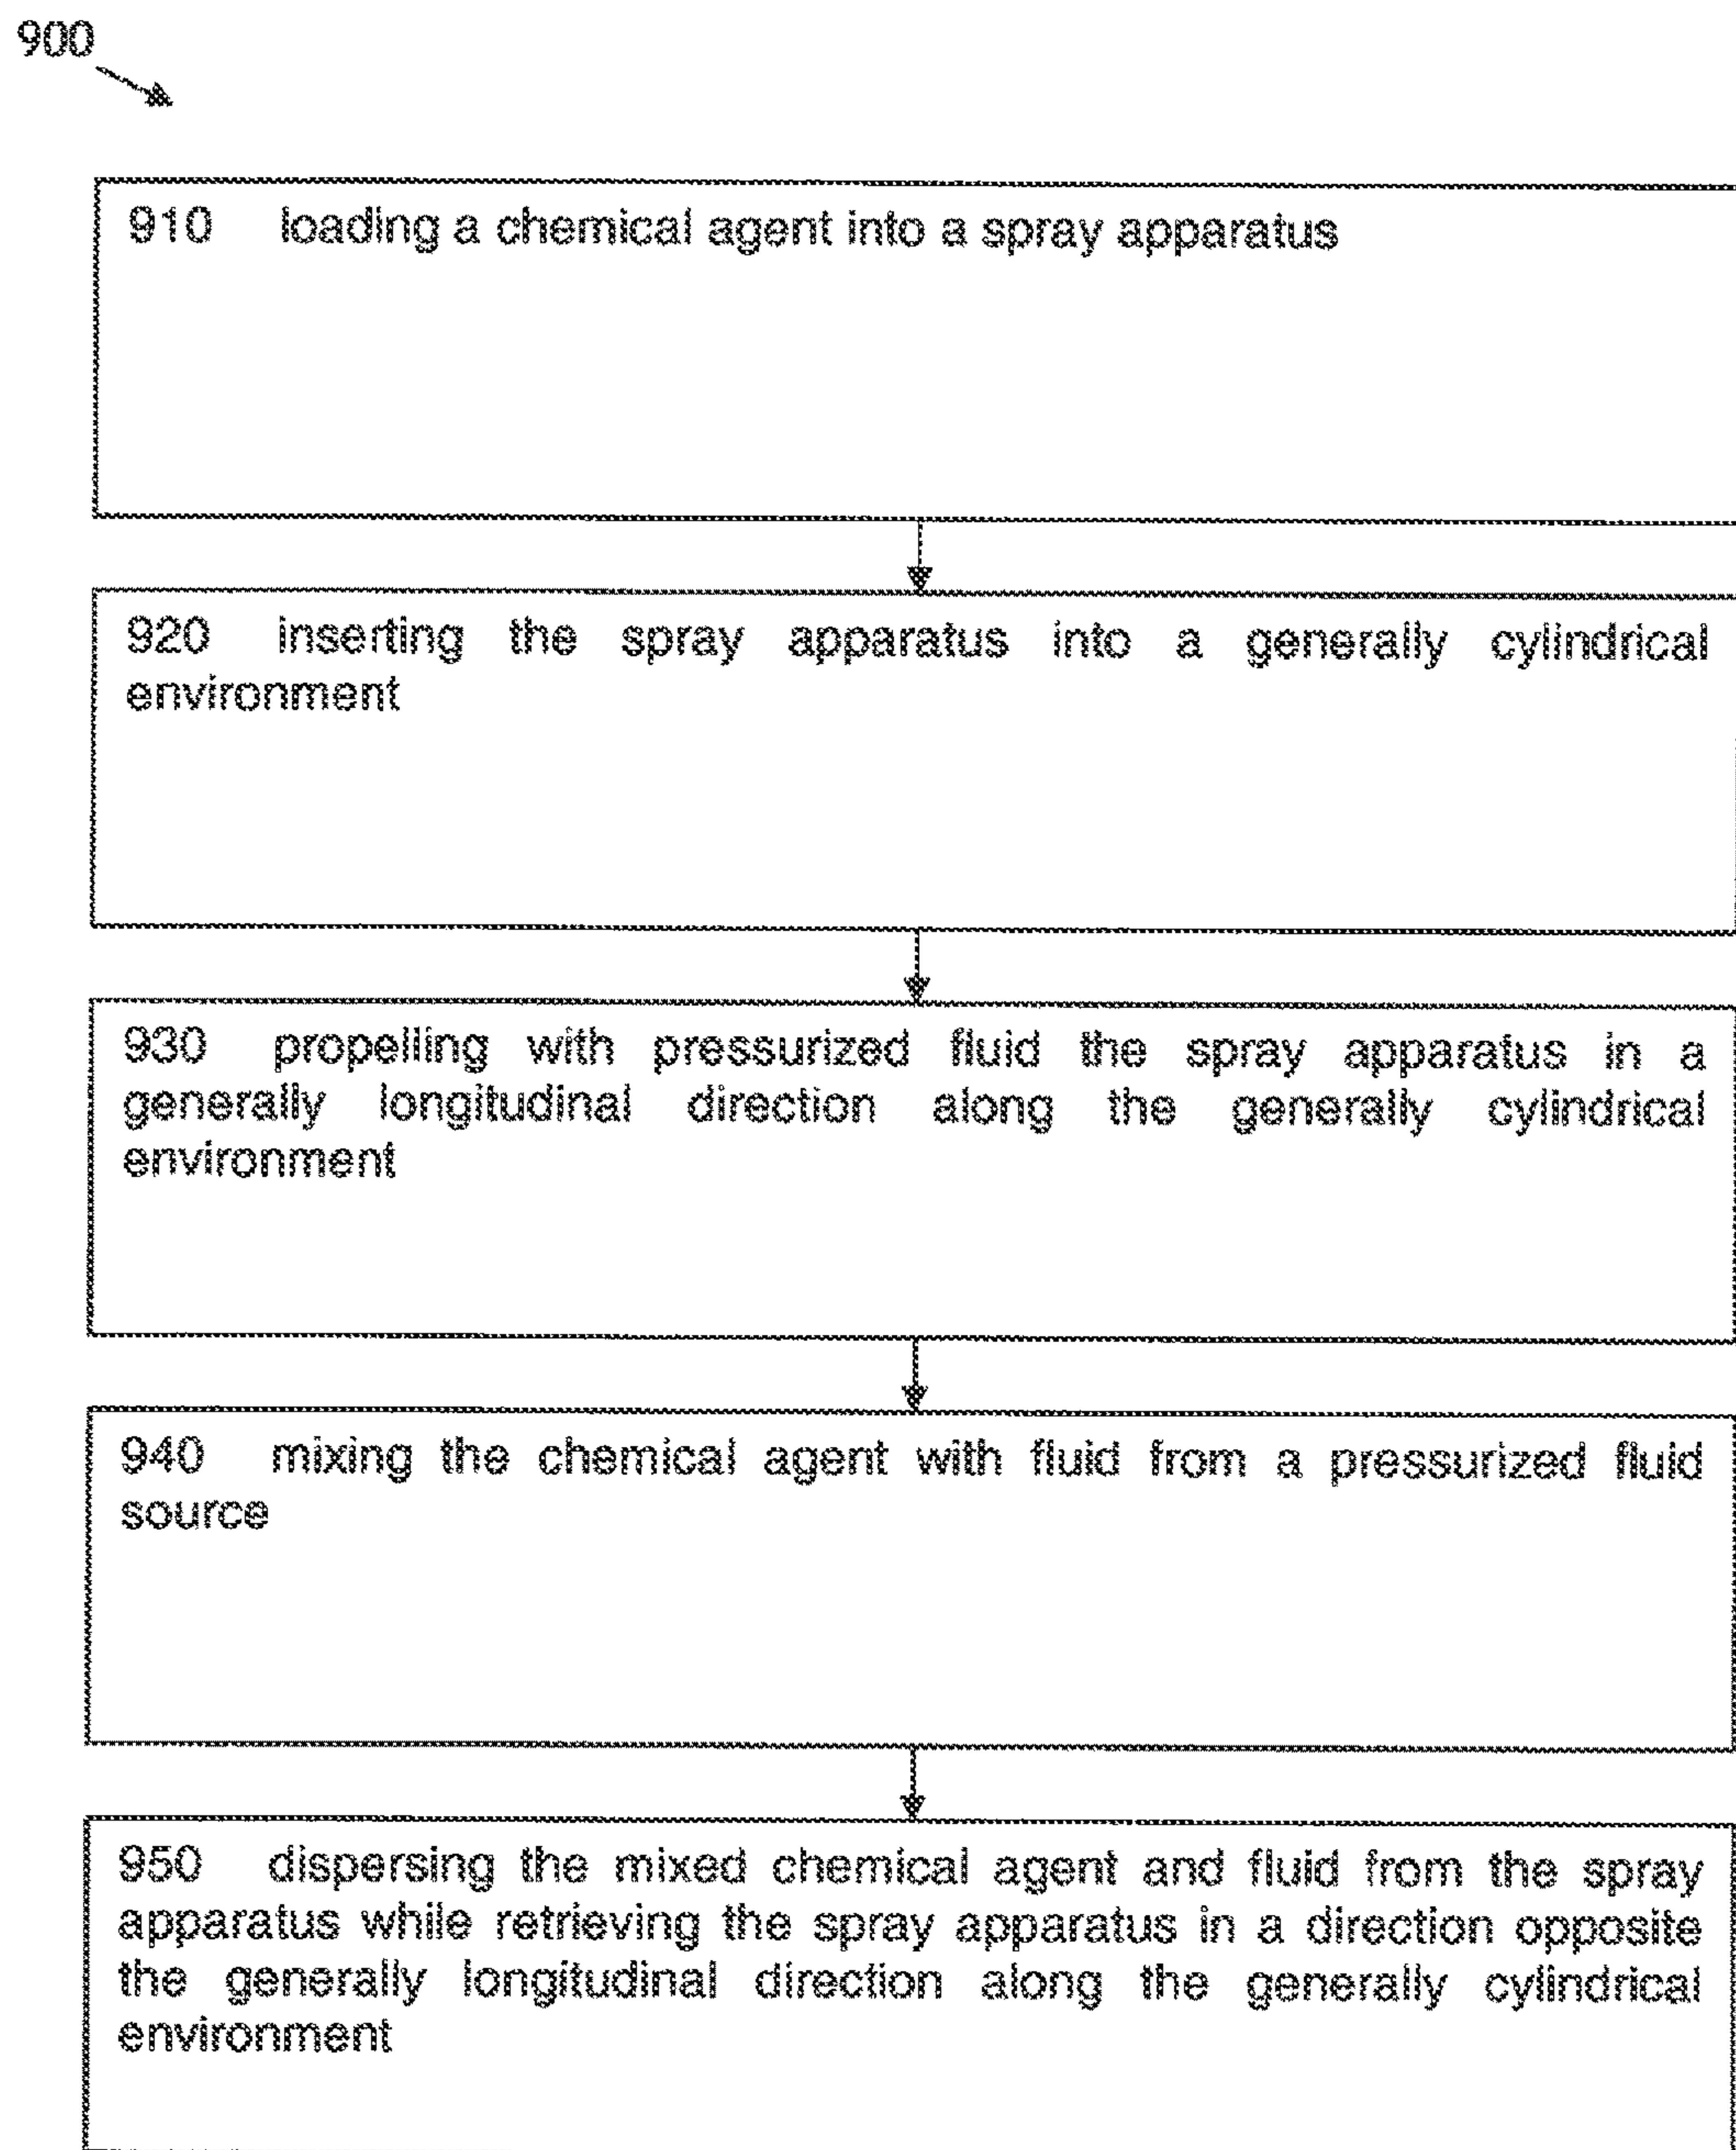 900
910 loading a chemical agent into a spray apparatus
920 inserting the spray apparatus into a generally cylindrical
environment
930 propelling with pressurized fluid the spray apparatus in a
generally longitudinal direction along the generally cylindrical
environment
940 mixing the chemical agent with fluid from a pressurized fluid
source
950 dispersing the mixed chemical agent and fluid from the spray
apparatus while retrieving the spray apparatus in a direction opposite
the generally longitudinal direction along the generally cylindrical
environment